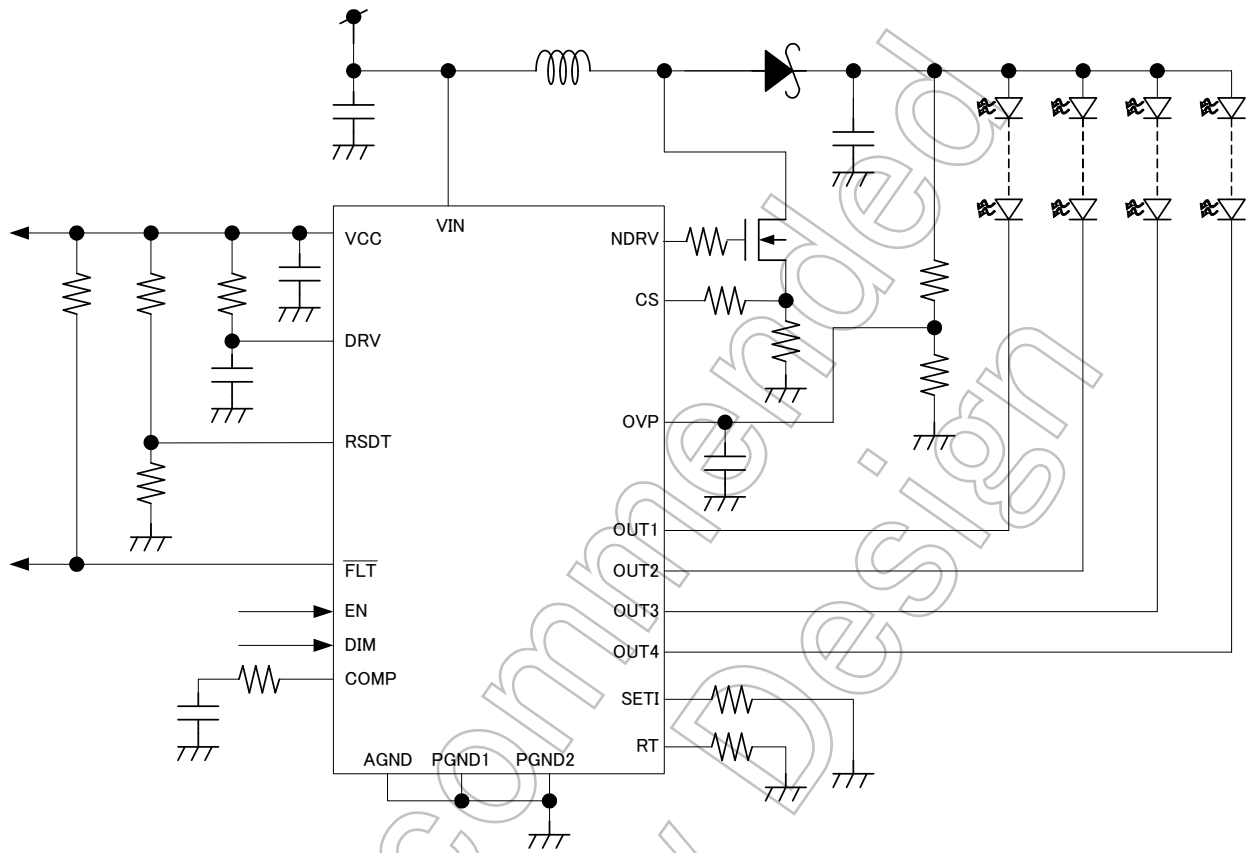 VIN
VCC
NDRV
CS
DRV
OVP
RSDT
OUT1
FLT
OUT2
EN
OUT3
DIM
OUT4
COMP
SETI
RT
AGND PGND1 PGND2
commended
Design